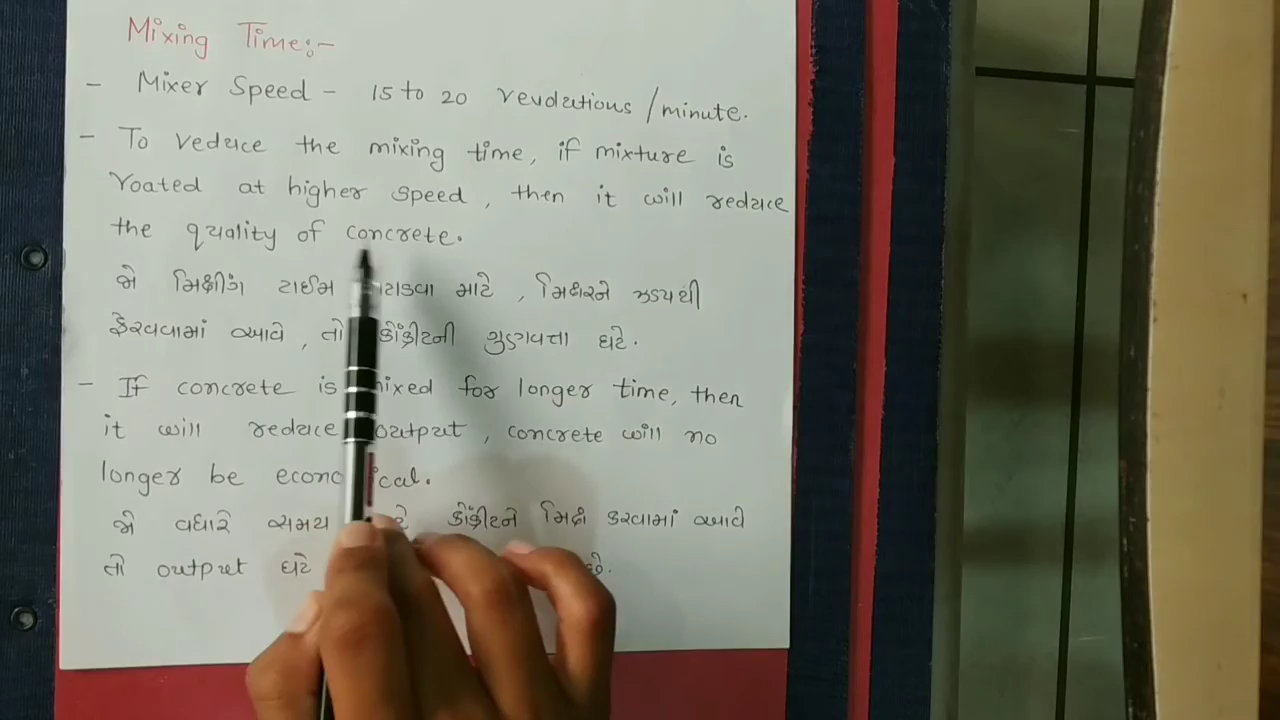 Mixing Time:-
- Mixer Speed - 15 to 20 revolutions /minute.
- To reduce the mixing time, if mixture is
roated at higher speed, then it will reduce
the quality of concrete.
જો મિક્ષીંગ ટાઈમ માટે, મિક્ષરને ઝડપથી
ફેરવવામાં આવે, તો કોંક્રીટની ગુણવત્તા ઘટે.
- If concrete is mixed for longer time, then
it will reduce output, concrete will no
longer be economical.
જો વધારે સમય કોંક્રીટને મિક્ષ કરવામાં આવે
તો output ઘટે છે.